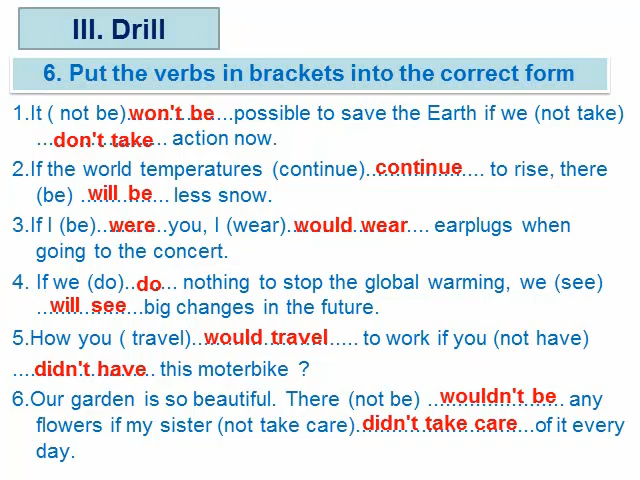 III. Drill
6. Put the verbs in brackets into the correct form
1.It ( not be)won't be...possible to save the Earth if we (not take)
...don't take... action now.
2.If the world temperatures (continue)...continue... to rise, there
(be) ...will be... less snow.
3.If I (be)...were...you, I (wear)...would wear.... earplugs when
going to the concert.
4. If we (do)..do.... nothing to stop the global warming, we (see)
...will see...big changes in the future.
5.How you ( travel)...would travel..... to work if you (not have)
....didn't have... this moterbike ?
6.Our garden is so beautiful. There (not be) ...wouldn't be... any
flowers if my sister (not take care)...didn't take care...of it every
day.